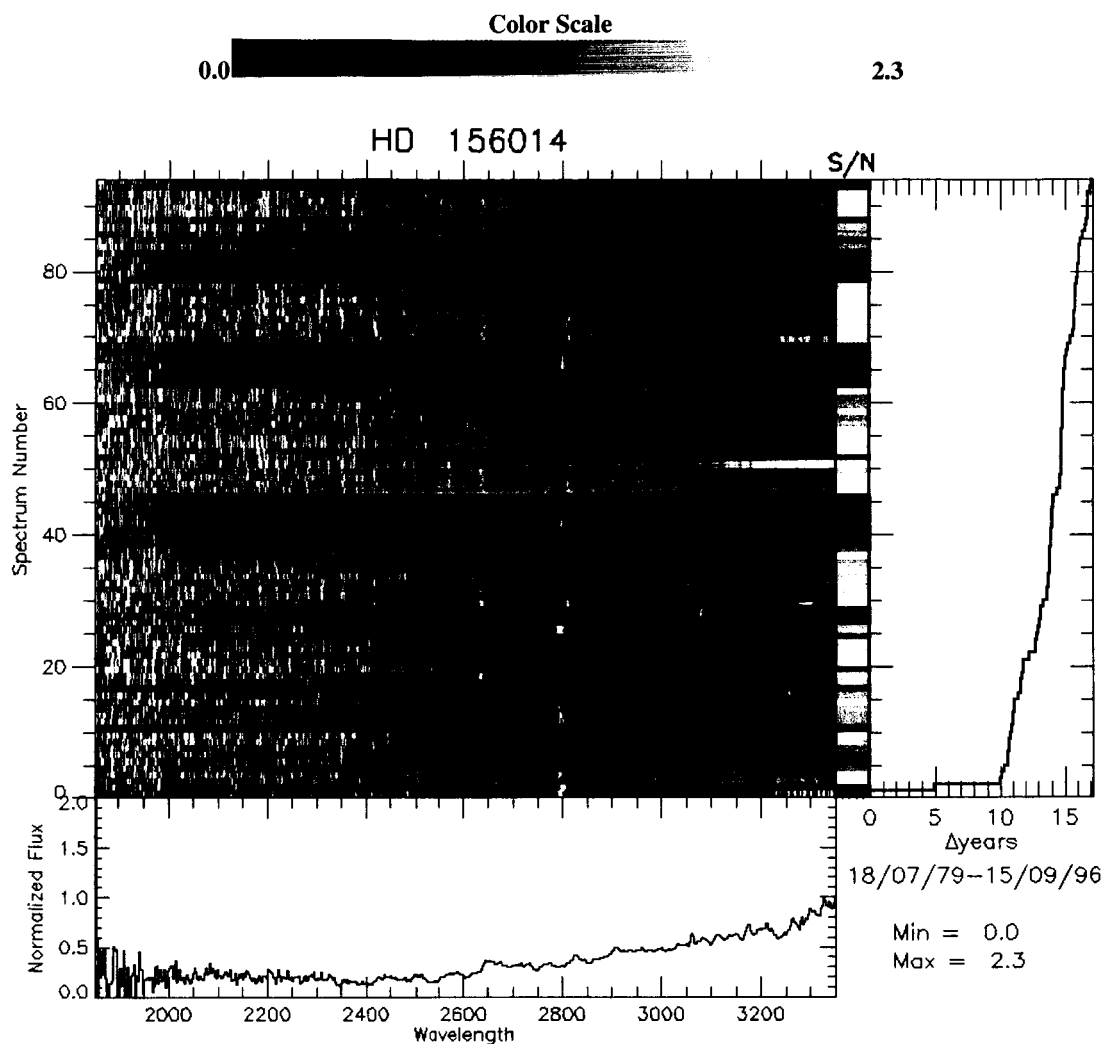 Color Scale
0.0 2.3
HD 156014
S/N
Spectrum Number
80
60
40
20
0
Normalized Flux
2.0
1.5
1.0
0.5
0.0
2000 2200 2400 2600 2800 3000 3200
Wavelength
0 5 10 15
Δyears
18/07/79-15/09/96
Min = 0.0
Max = 2.3